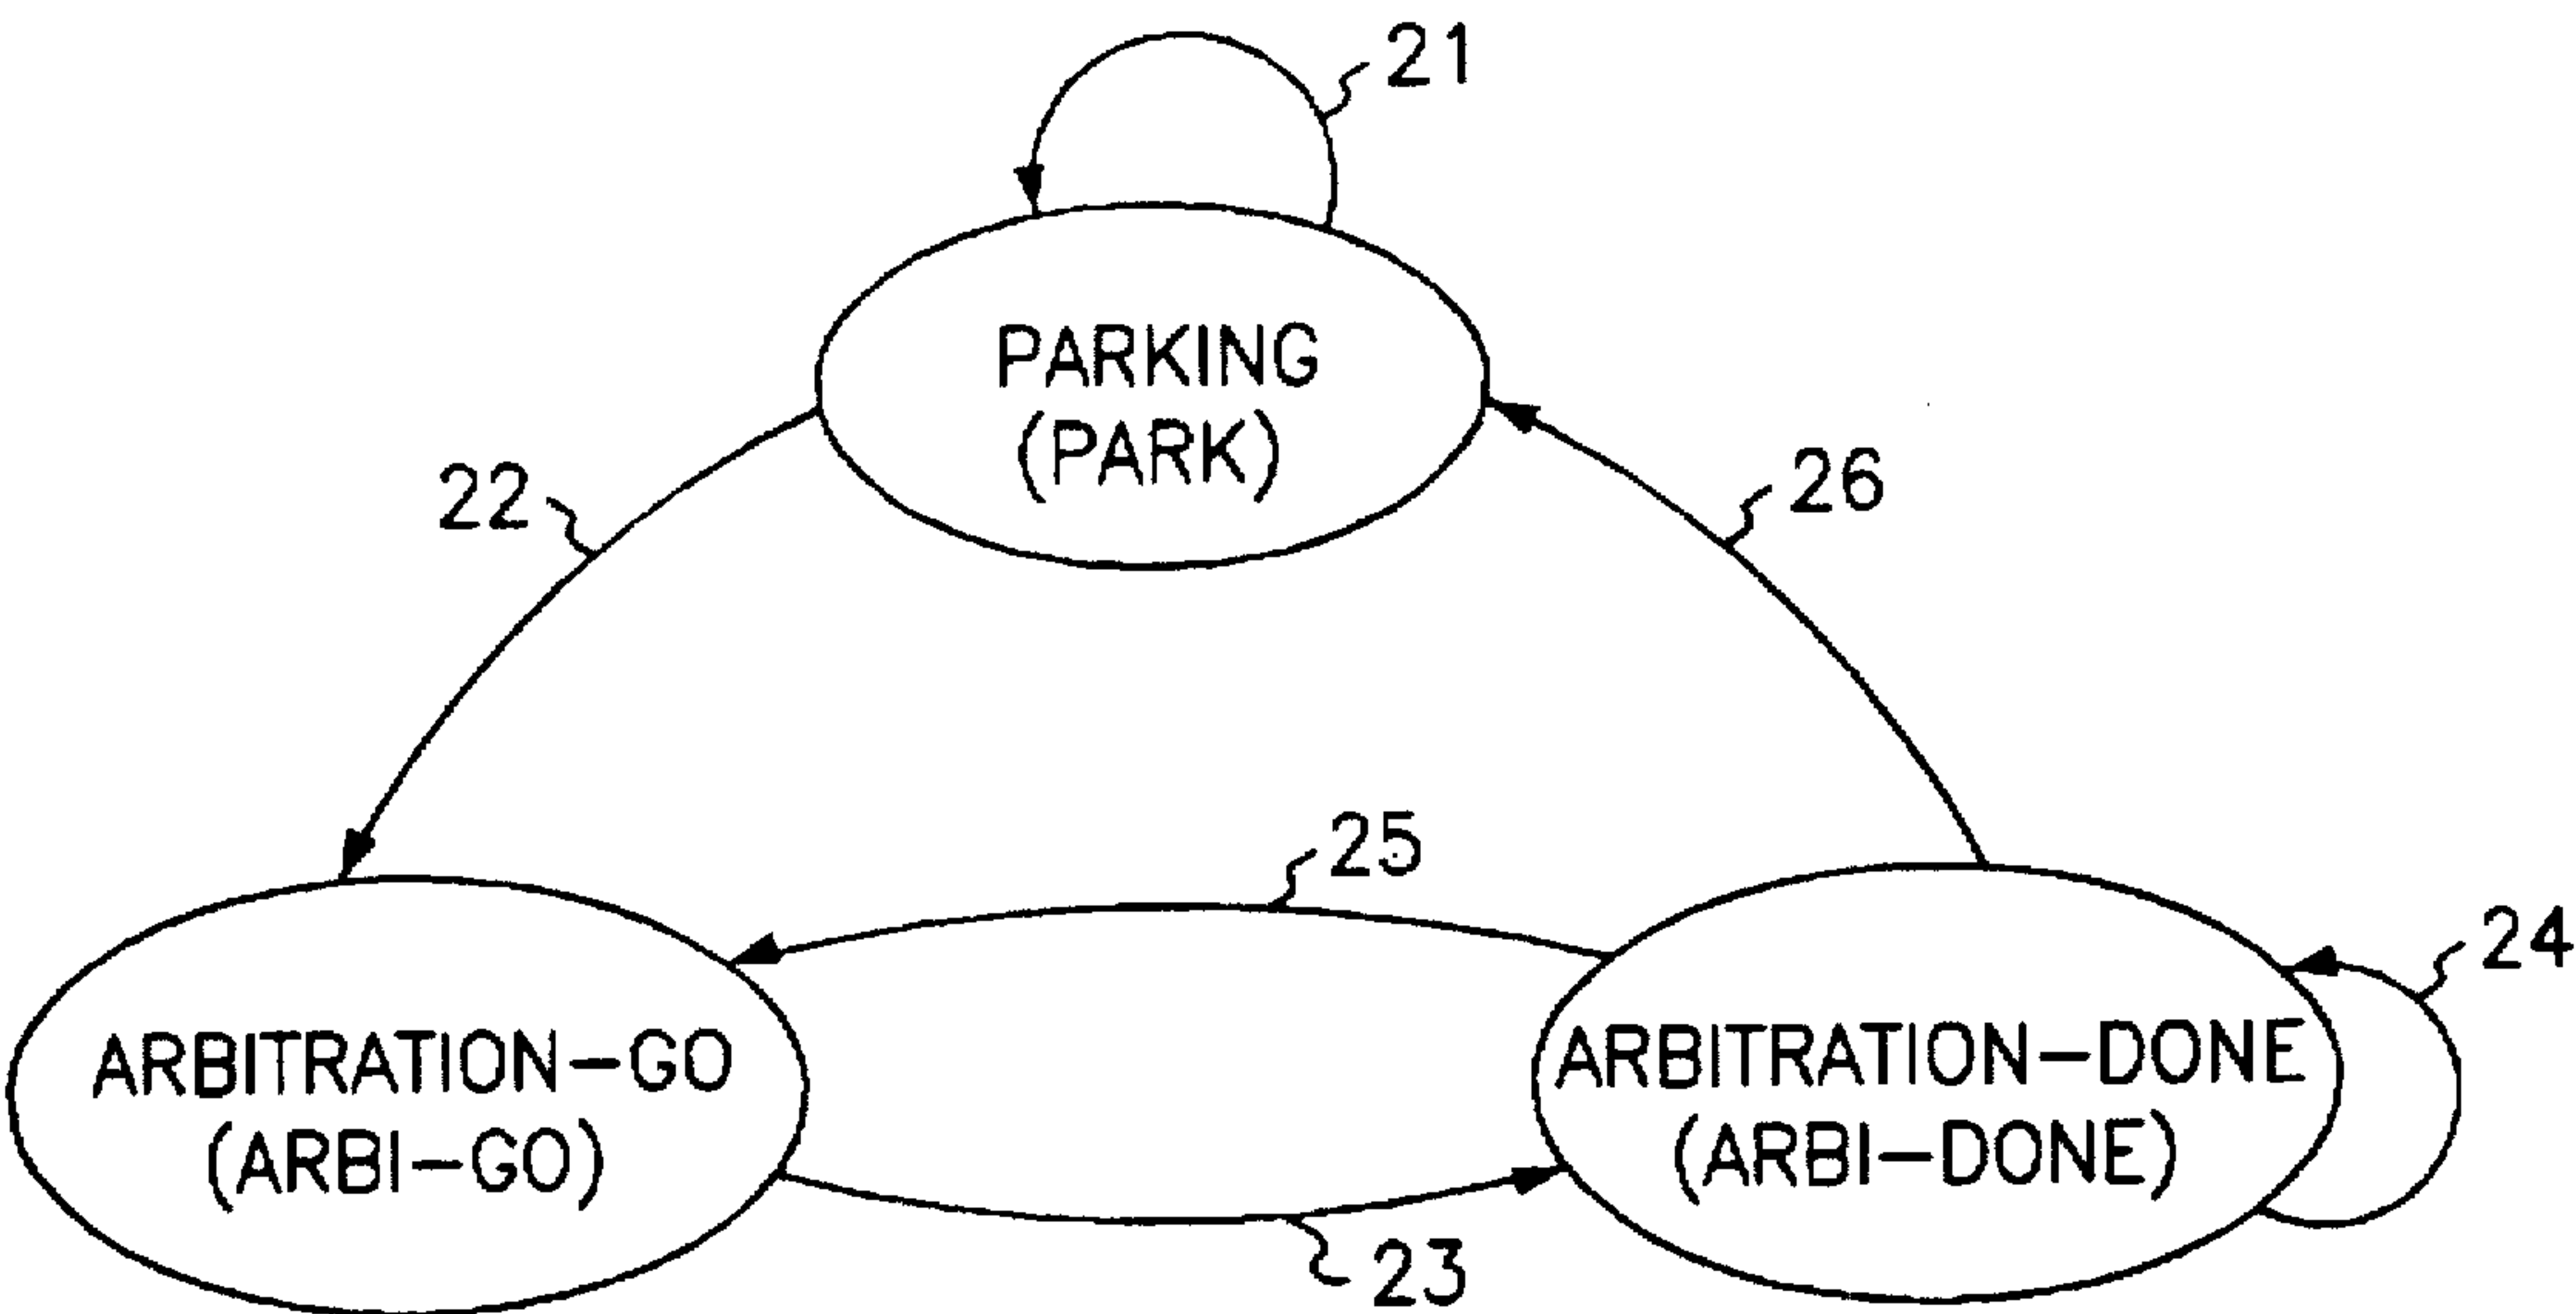 21
PARKING
(PARK)
22
26
25
24
ARBITRATION-GO
(ARBI-GO)
ARBITRATION-DONE
(ARBI-DONE)
23